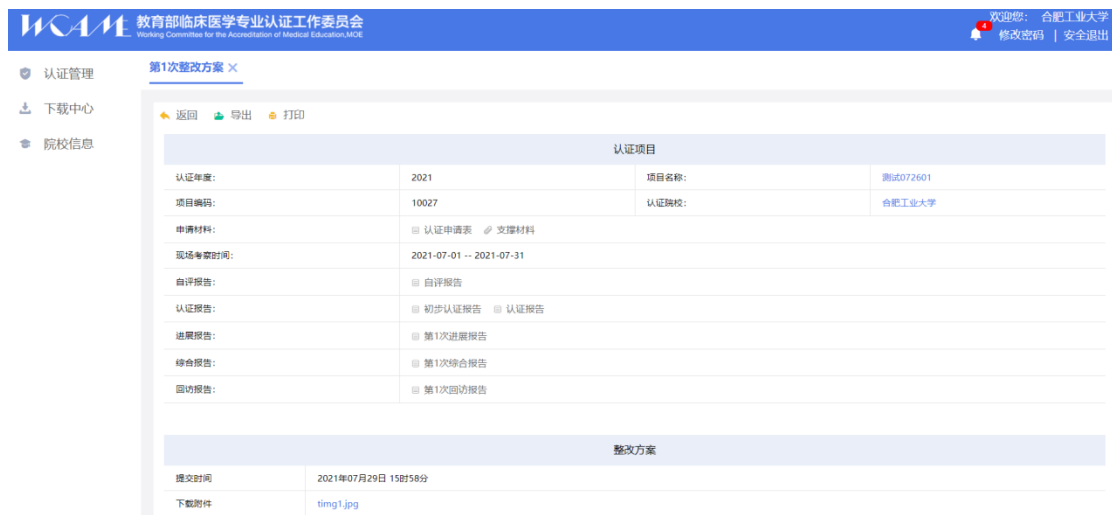 WCAME 教育部临床医学专业认证工作委员会
Working Committee for the Accreditation of Medical Education,MOE
欢迎您: 合肥工业大学
4
修改密码 | 安全退出
认证管理
下载中心
院校信息
第1次整改方案 ×
返回 导出 打印
认证项目
认证年度: 2021 项目名称: 测试072601
项目编码: 10027 认证院校: 合肥工业大学
申请材料: 认证申请表 支撑材料
现场考察时间: 2021-07-01 -- 2021-07-31
自评报告: 自评报告
认证报告: 初步认证报告 认证报告
进展报告: 第1次进展报告
综合报告: 第1次综合报告
回访报告: 第1次回访报告
整改方案
提交时间 2021年07月29日 15时58分
下载附件 timg1.jpg